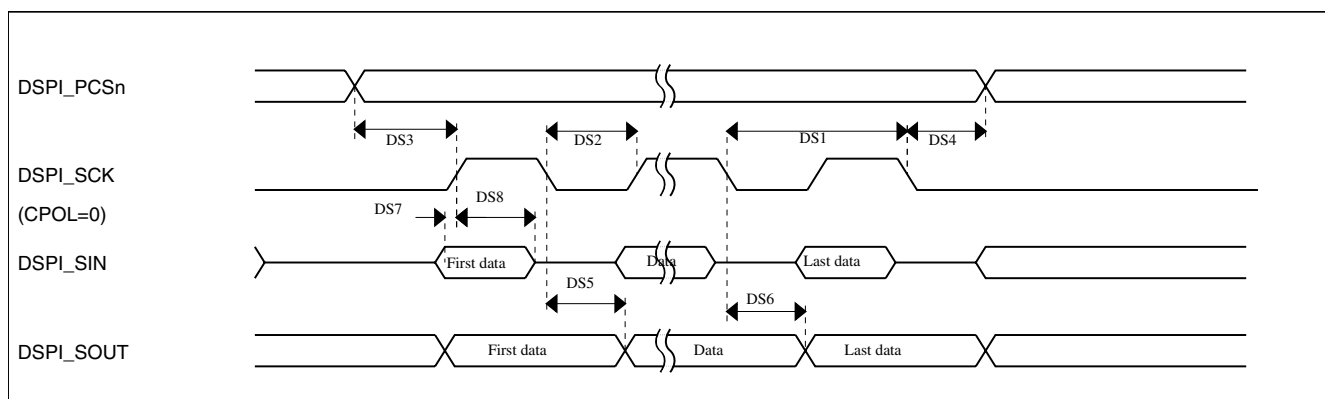 DSPI_PCSn
DS3
DS2
DS1
DS4
DSPI_SCK
(CPOL=0)
DS7
DS8
DSPI_SIN
First data
Data
Last data
DS5
DS6
DSPI_SOUT
First data
Data
Last data